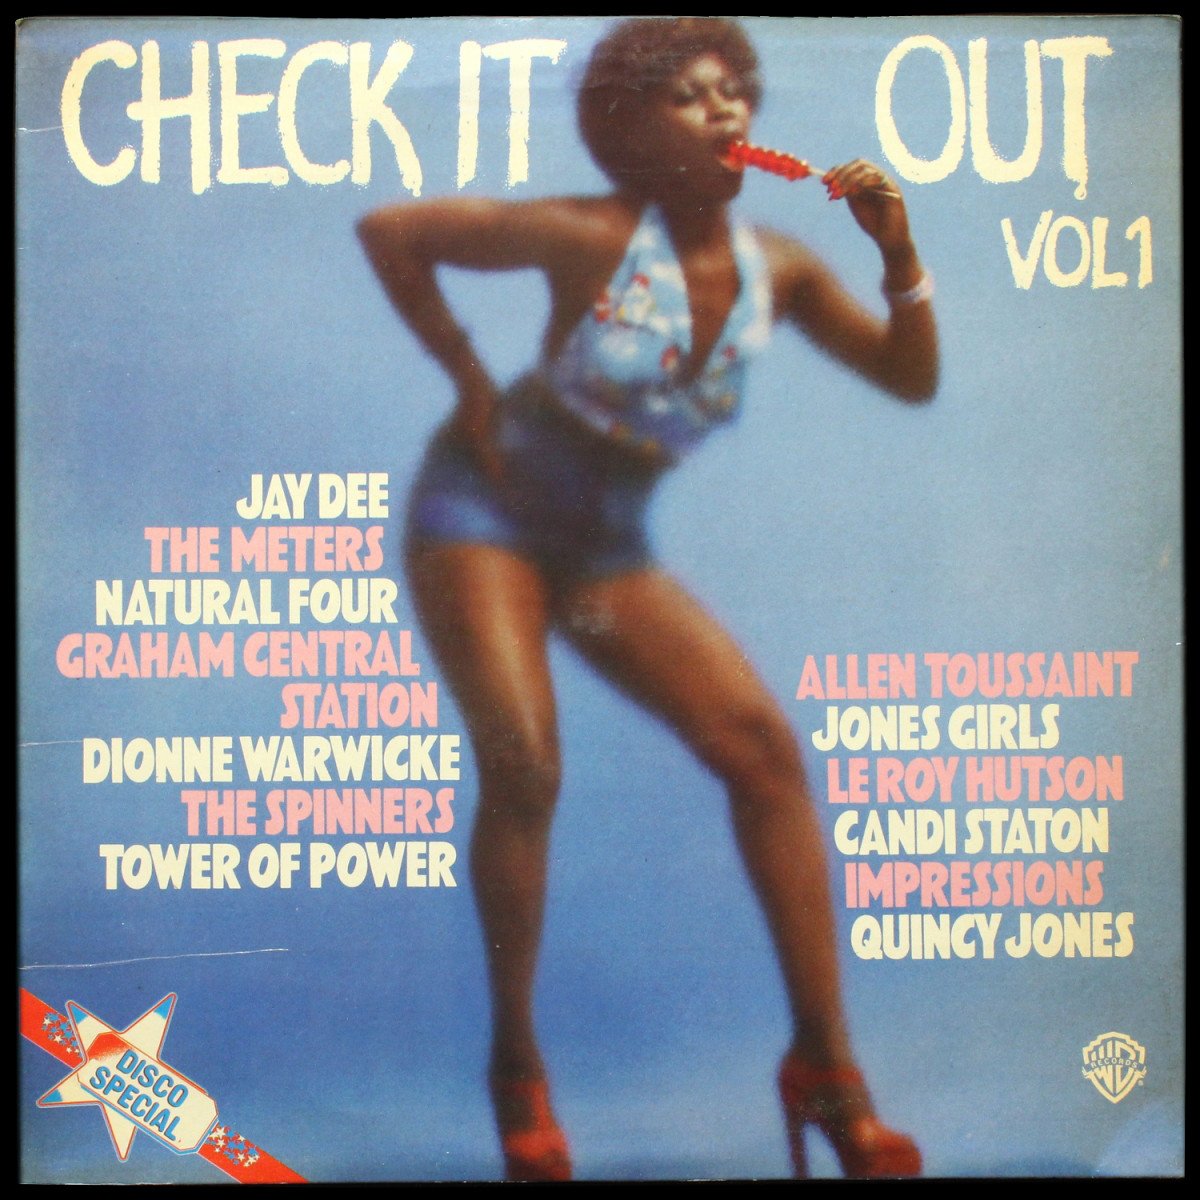 CHECK IT OUT
VOL 1
JAY DEE
THE METERS
NATURAL FOUR
GRAHAM CENTRAL
STATION
DIONNE WARWICKE
THE SPINNERS
TOWER OF POWER
ALLEN TOUSSAINT
JONES GIRLS
LE ROY HUTSON
CANDI STATON
IMPRESSIONS
QUINCY JONES
DISCO
SPECIAL
WB
RECORDS